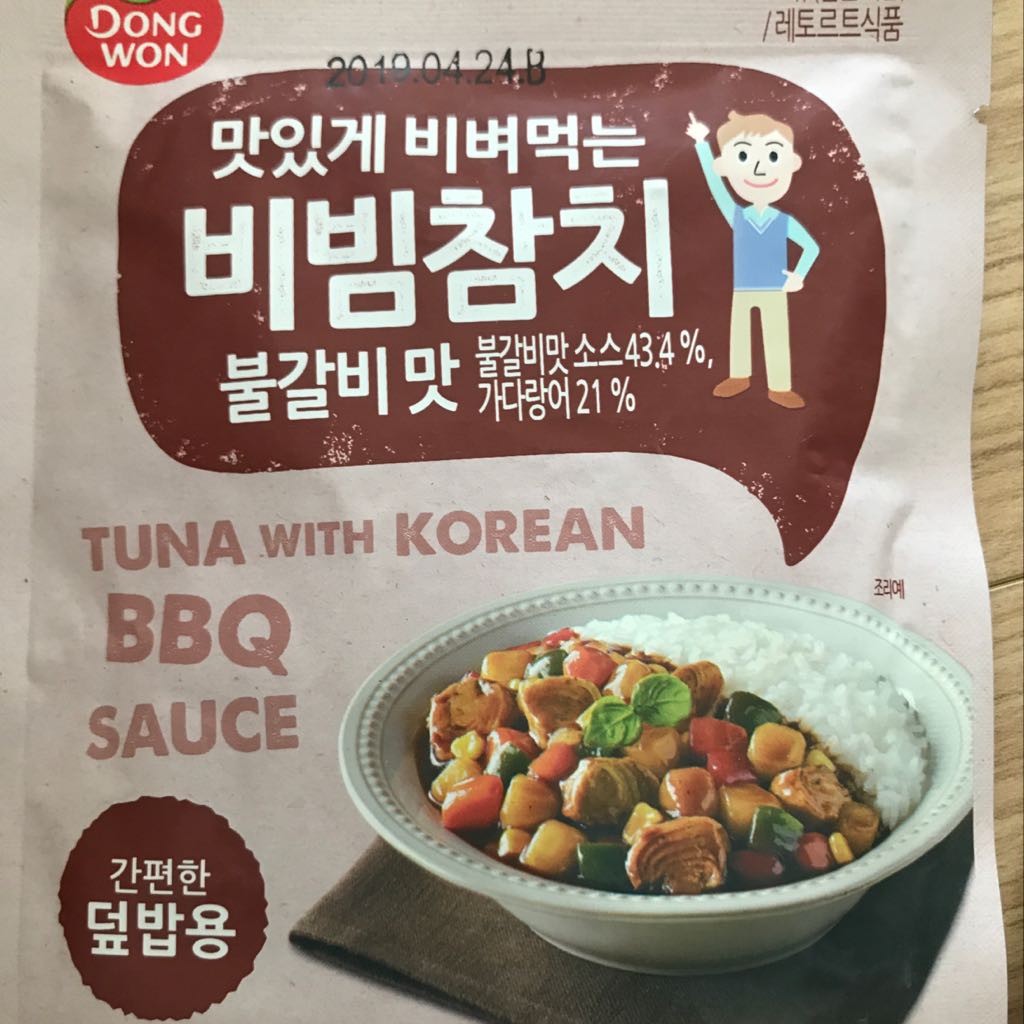 DONG
WON
/레토르트식품
2019.04.24.B
맛있게 비벼먹는
비빔참치
불갈비 맛
불갈비맛 소스 43.4 %,
가다랑어 21 %
TUNA WITH KOREAN
BBQ
SAUCE
조리예
간편한
덮밥용